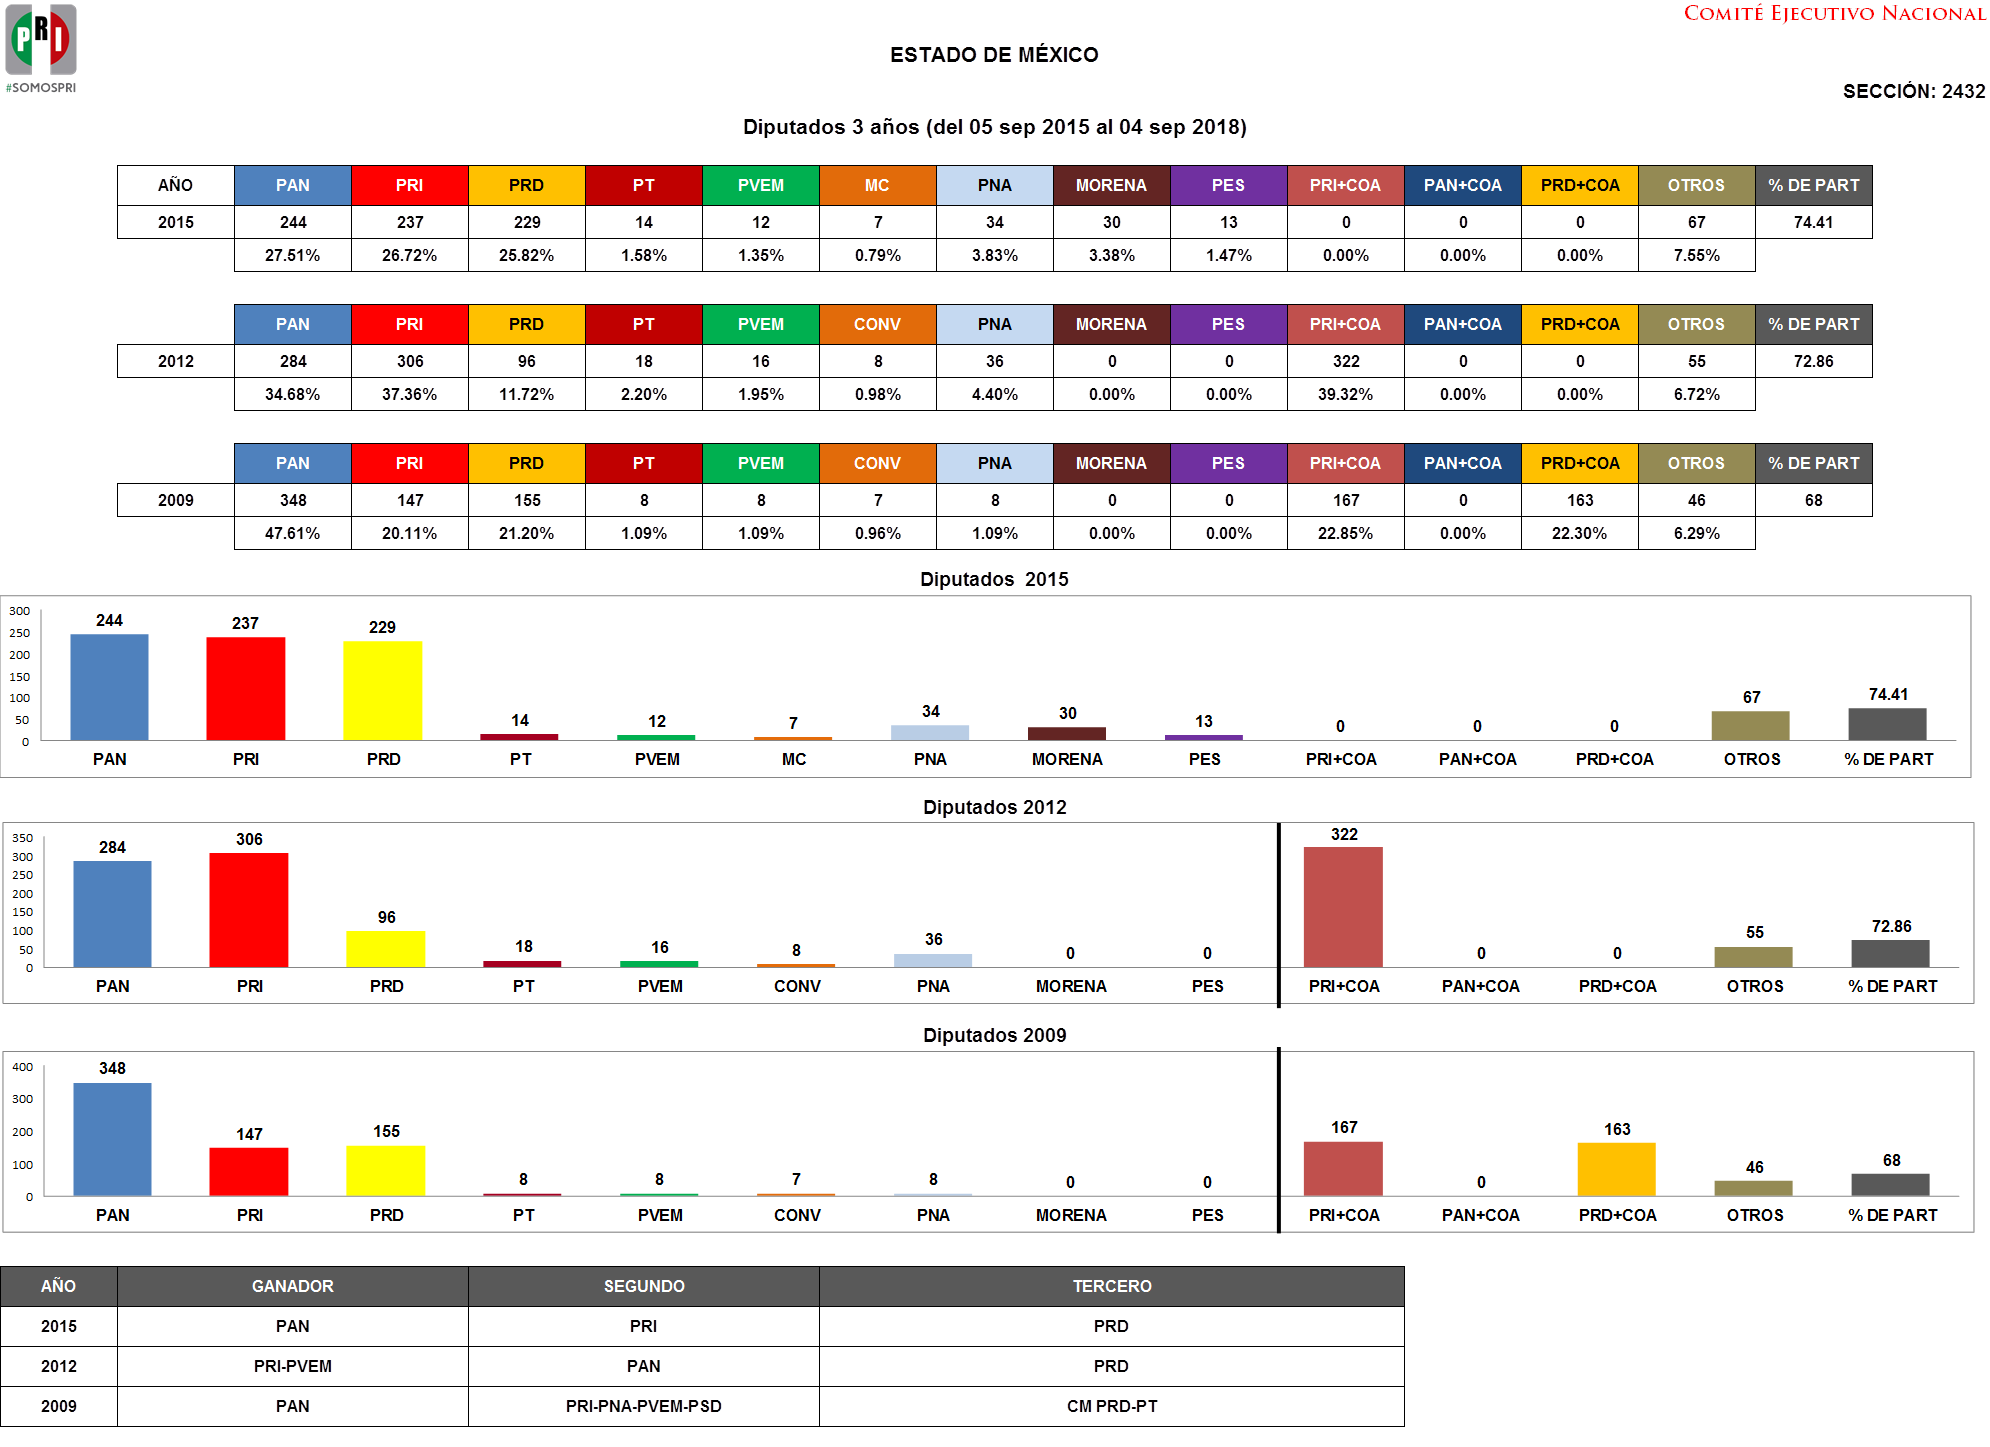 PRI
#SOMOSPRI
COMITÉ EJECUTIVO NACIONAL
ESTADO DE MÉXICO
SECCIÓN: 2432
Diputados 3 años (del 05 sep 2015 al 04 sep 2018)
AÑO PAN PRI PRD PT PVEM MC PNA MORENA PES PRI+COA PAN+COA PRD+COA OTROS % DE PART
2015 244 237 229 14 12 7 34 30 13 0 0 0 67 74.41
27.51% 26.72% 25.82% 1.58% 1.35% 0.79% 3.83% 3.38% 1.47% 0.00% 0.00% 0.00% 7.55%
PAN PRI PRD PT PVEM CONV PNA MORENA PES PRI+COA PAN+COA PRD+COA OTROS % DE PART
2012 284 306 96 18 16 8 36 0 0 322 0 0 55 72.86
34.68% 37.36% 11.72% 2.20% 1.95% 0.98% 4.40% 0.00% 0.00% 39.32% 0.00% 0.00% 6.72%
PAN PRI PRD PT PVEM CONV PNA MORENA PES PRI+COA PAN+COA PRD+COA OTROS % DE PART
2009 348 147 155 8 8 7 8 0 0 167 0 163 46 68
47.61% 20.11% 21.20% 1.09% 1.09% 0.96% 1.09% 0.00% 0.00% 22.85% 0.00% 22.30% 6.29%
Diputados 2015
300
250
200
150
100
50
0
244 237 229 14 12 7 34 30 13 0 0 0 67 74.41
PAN PRI PRD PT PVEM MC PNA MORENA PES PRI+COA PAN+COA PRD+COA OTROS % DE PART
Diputados 2012
350
300
250
200
150
100
50
0
284 306 96 18 16 8 36 0 0 322 0 0 55 72.86
PAN PRI PRD PT PVEM CONV PNA MORENA PES PRI+COA PAN+COA PRD+COA OTROS % DE PART
Diputados 2009
400
300
200
100
0
348 147 155 8 8 7 8 0 0 167 0 163 46 68
PAN PRI PRD PT PVEM CONV PNA MORENA PES PRI+COA PAN+COA PRD+COA OTROS % DE PART
AÑO GANADOR SEGUNDO TERCERO
2015 PAN PRI PRD
2012 PRI-PVEM PAN PRD
2009 PAN PRI-PNA-PVEM-PSD CM PRD-PT